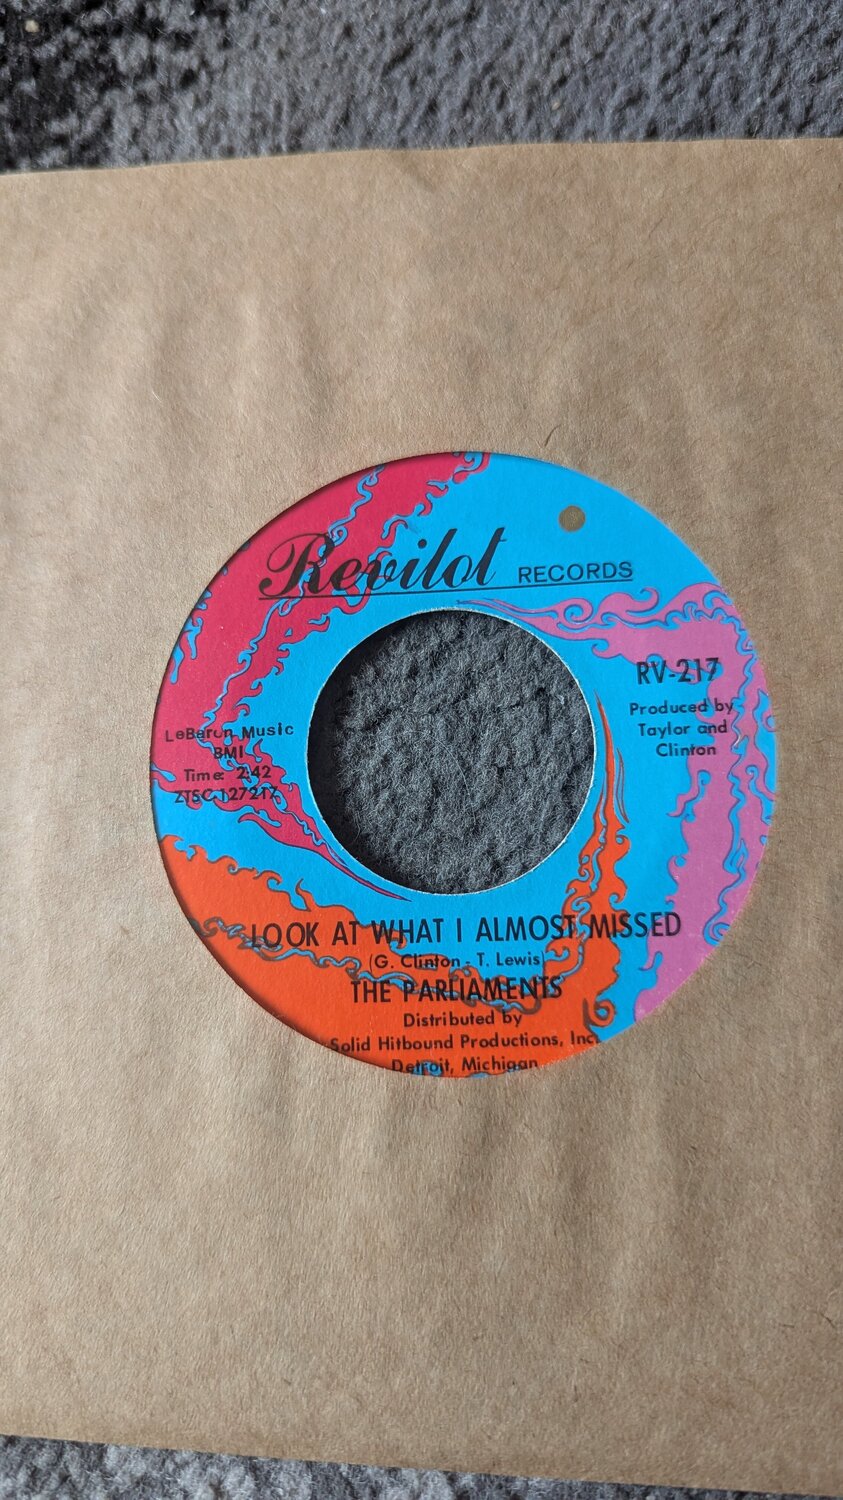 Revilot RECORDS
RV-217
Produced by
Taylor and
Clinton
LeBaron Music
BMI
Time: 2:42
ZTSC 127217
LOOK AT WHAT I ALMOST MISSED
(G. Clinton - T. Lewis)
THE PARLIAMENTS
Distributed by
Solid Hitbound Productions, Inc.
Detroit, Michigan